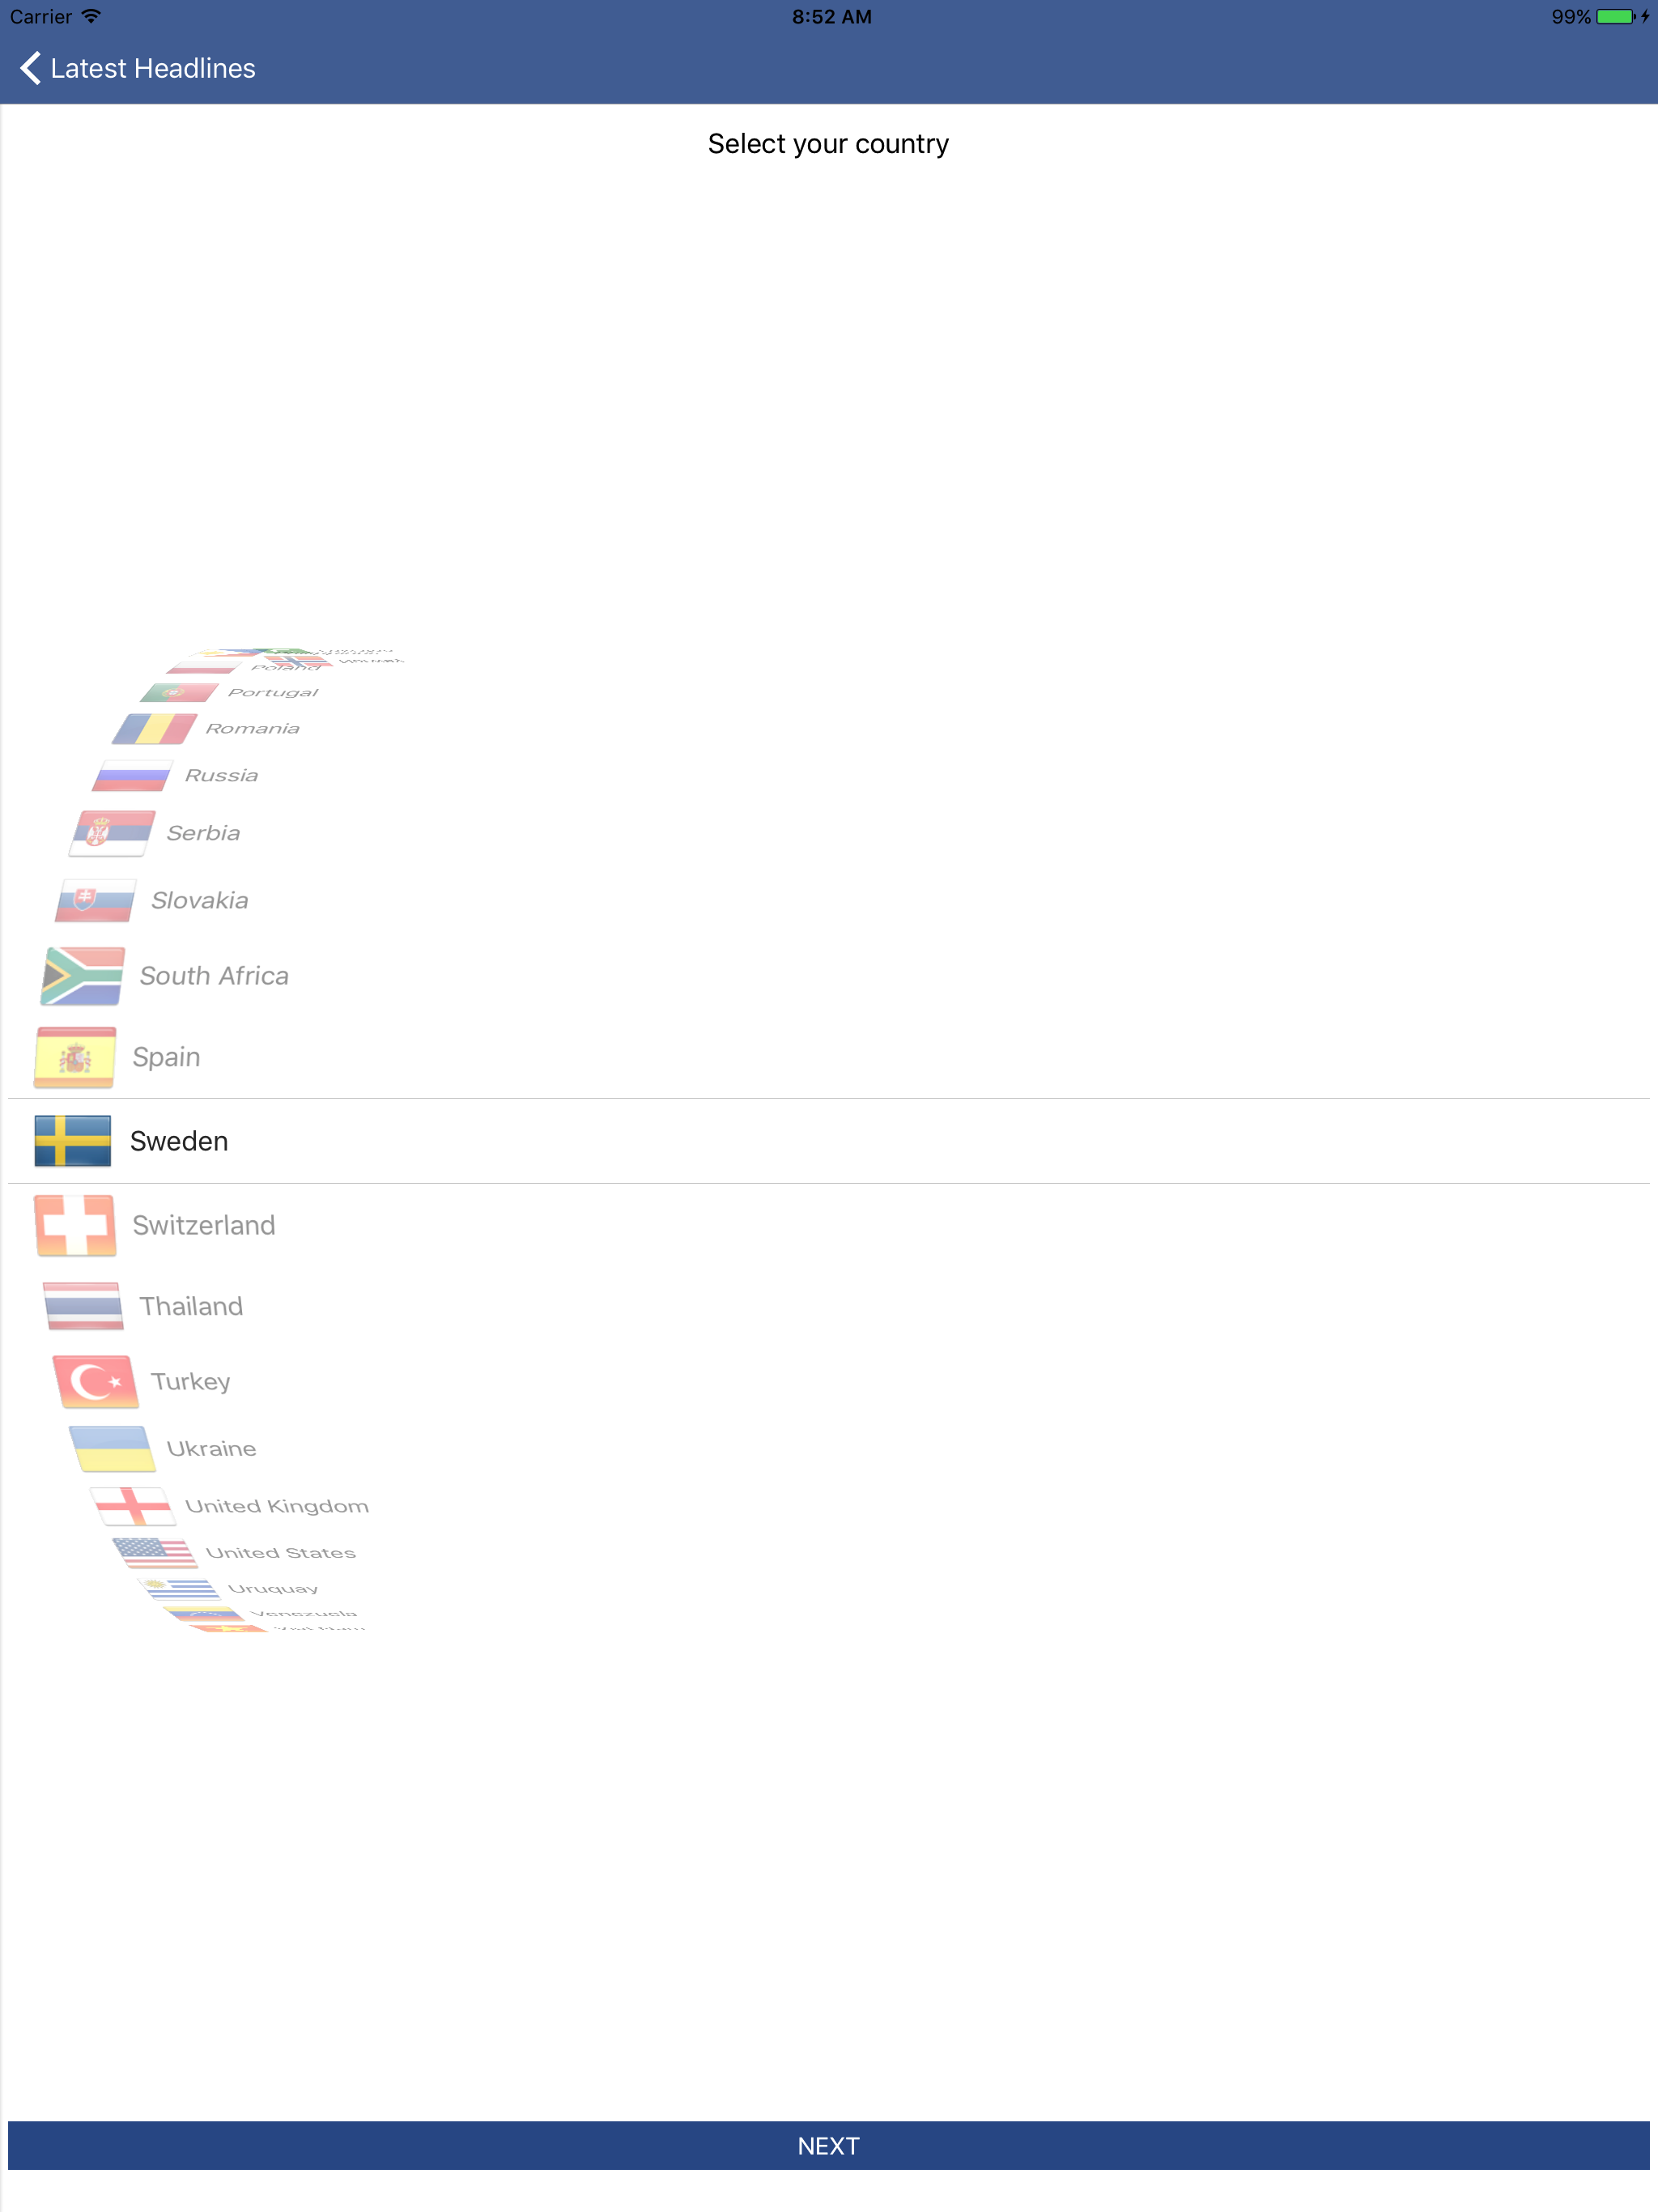 Carrier
8:52 AM
99%
Latest Headlines
Select your country
Poland
Portugal
Romania
Russia
Serbia
Slovakia
South Africa
Spain
Sweden
Switzerland
Thailand
Turkey
Ukraine
United Kingdom
United States
Uruguay
Venezuela
NEXT